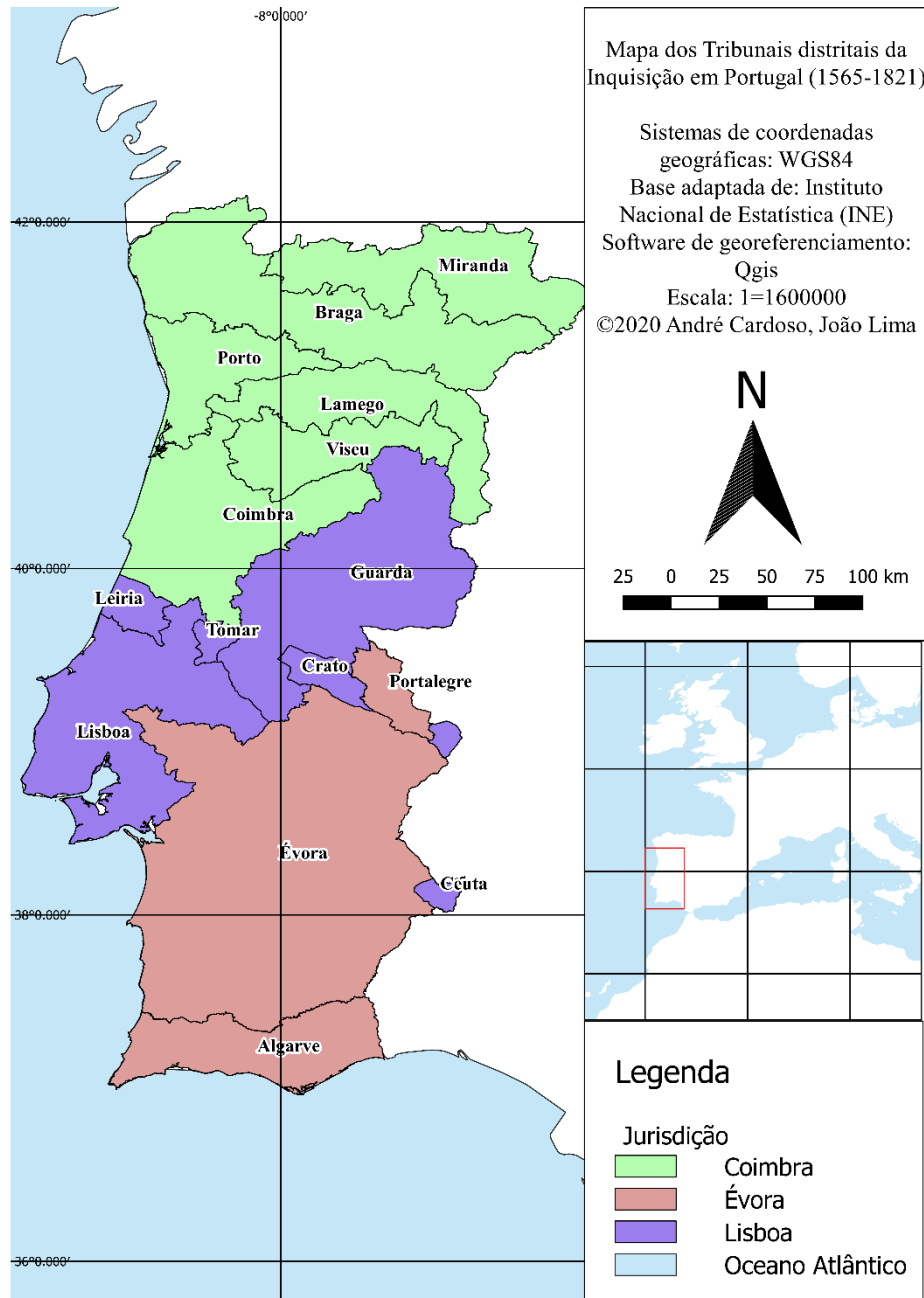 -8°0.000′
Mapa dos Tribunais distritais da
Inquisição em Portugal (1565-1821)
Sistemas de coordenadas
geográficas: WGS84
Base adaptada de: Instituto
Nacional de Estatística (INE)
Software de georeferenciamento:
Qgis
Escala: 1=1600000
©2020 André Cardoso, João Lima
42°0.000′
Miranda
Braga
Porto
Lamego
Viseu
Coimbra
N
40°0.000′
Guarda
25 0 25 50 75 100 km
Leiria
Tomar
Crato
Portalegre
Lisboa
Évora
Ceuta
38°0.000′
Algarve
Legenda
Jurisdição
Coimbra
Évora
Lisboa
Oceano Atlântico
36°0.000′